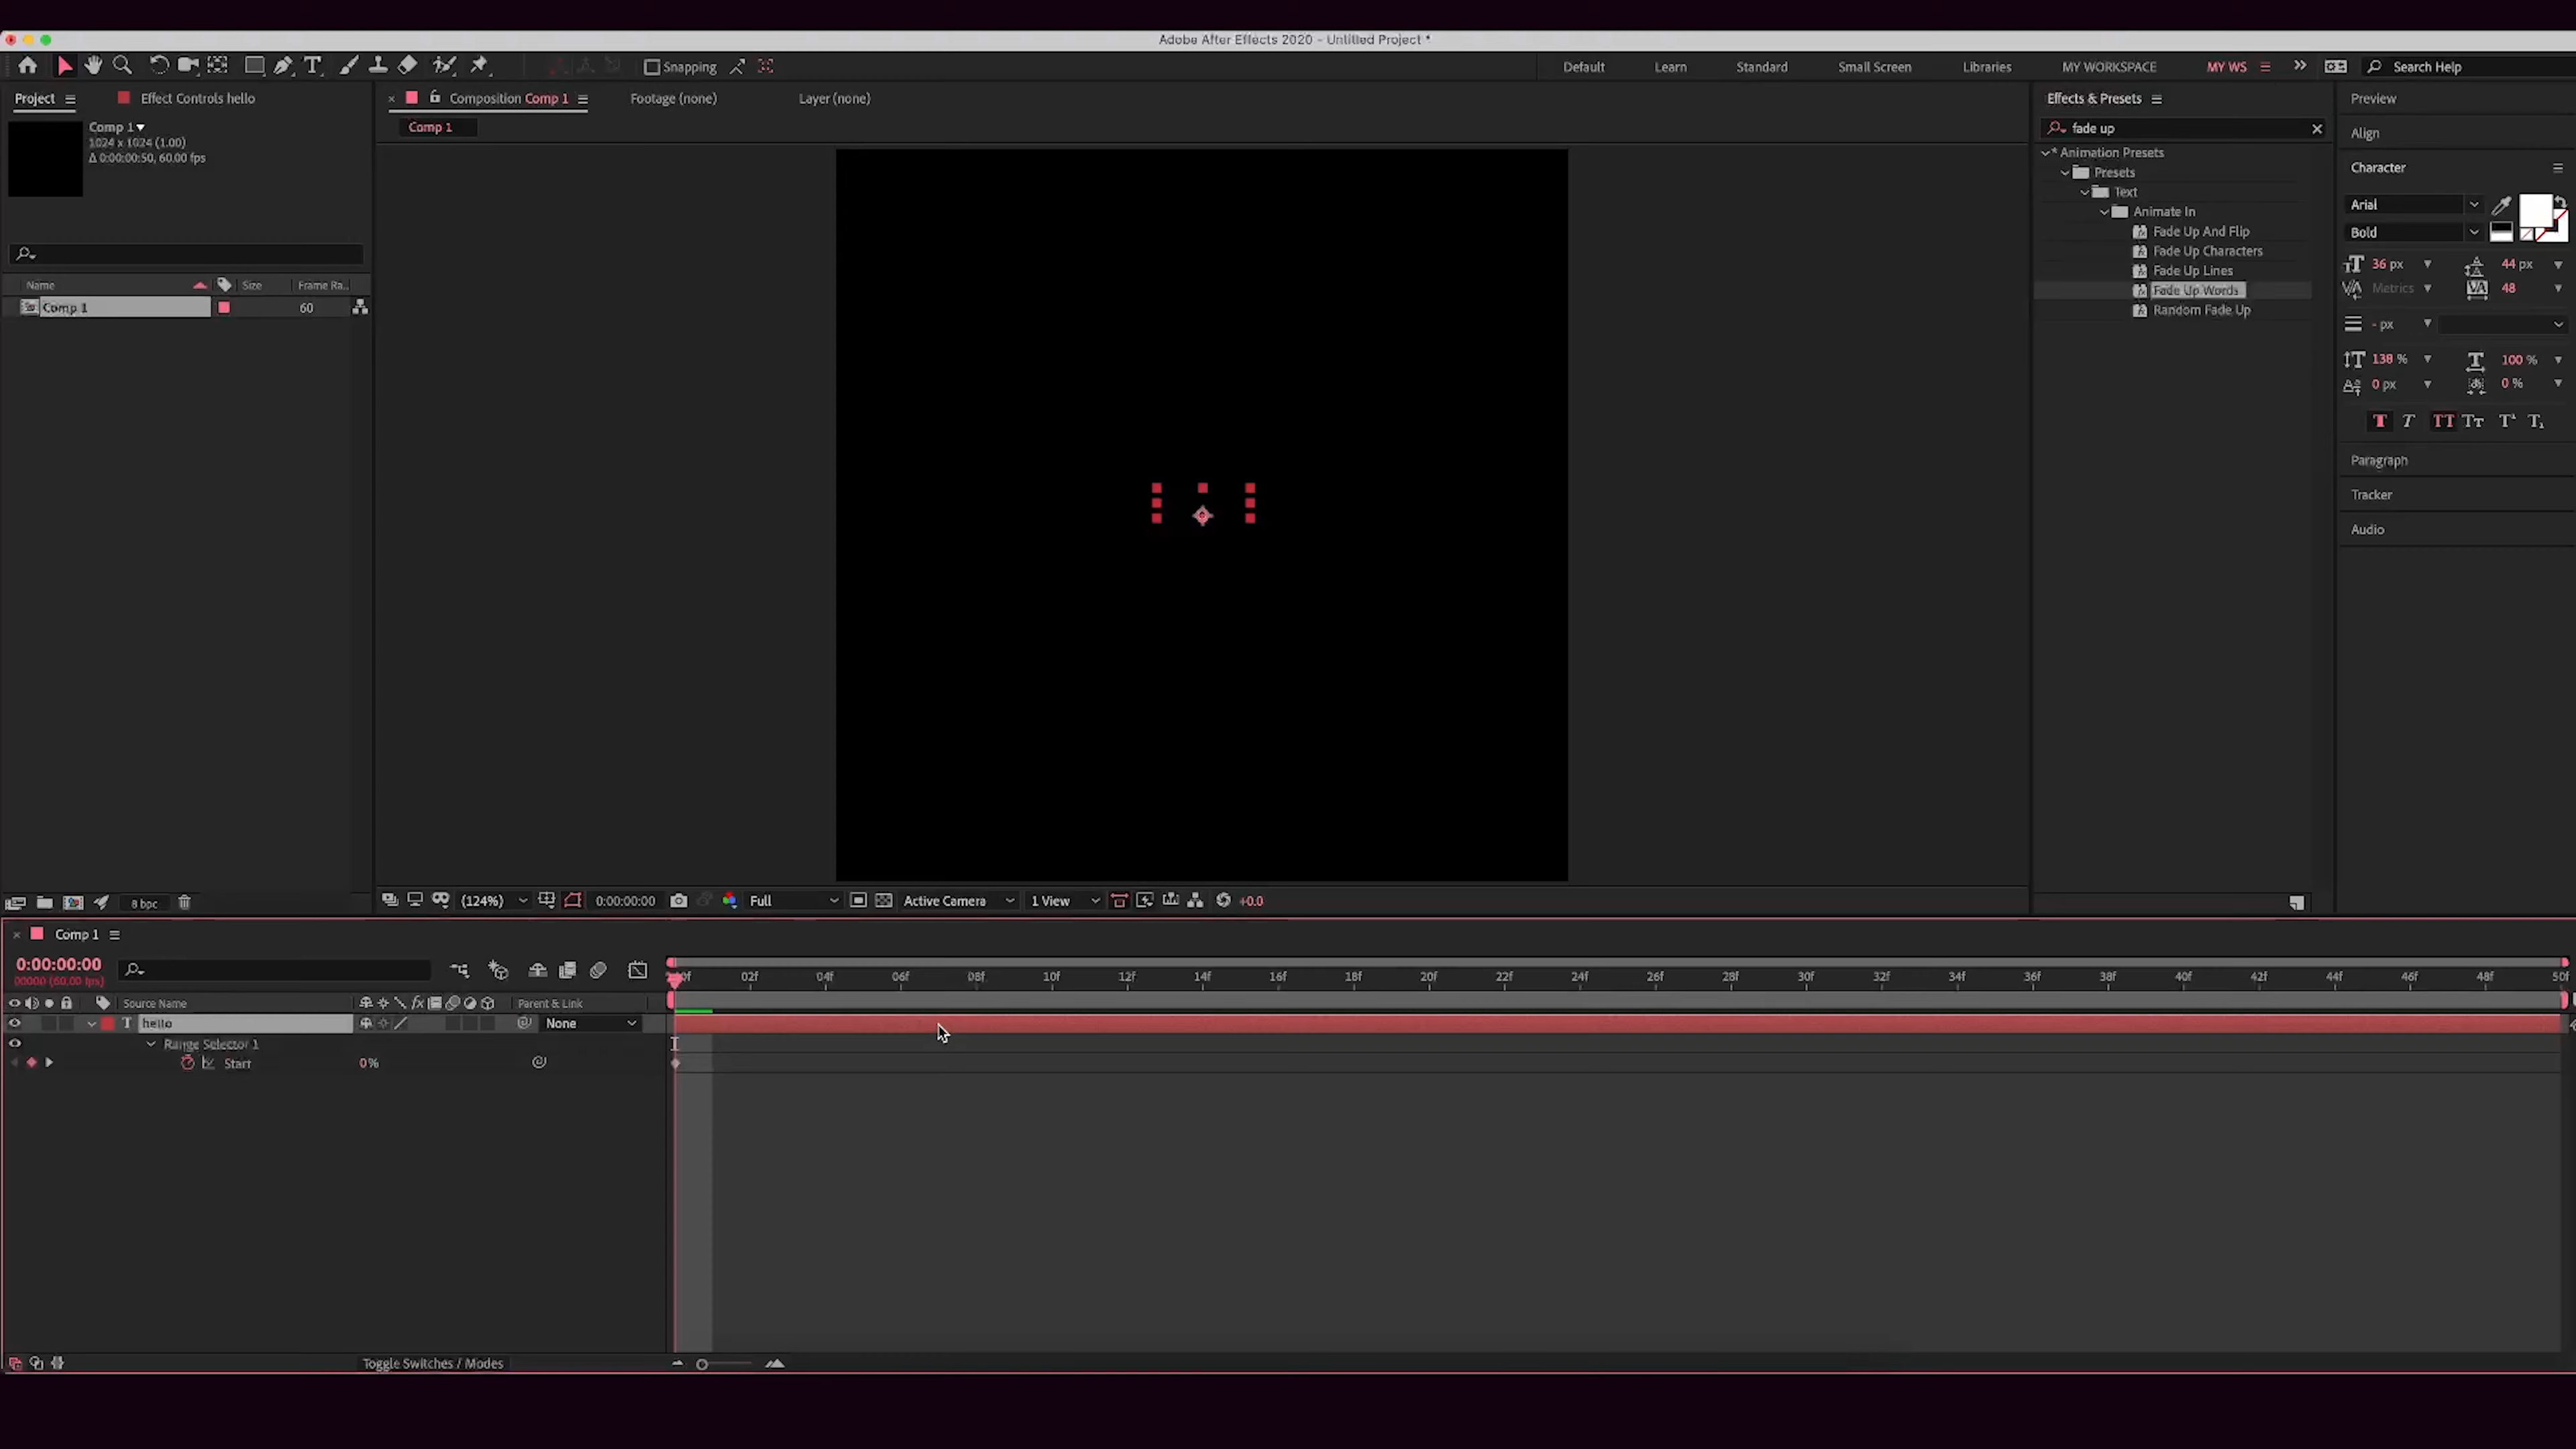 Adobe After Effects 2020 - Untitled Project *
Snapping
Default Learn Standard Small Screen Libraries MY WORKSPACE MY WS Search Help
Project
Effect Controls hello
Composition Comp 1
Footage (none)
Layer (none)
Effects & Presets
Preview
Comp 1
1024 x 1024 (1.00)
Δ 0:00:00:50, 60.00 fps
Comp 1
fade up
Align
Animation Presets
Presets
Text
Animate In
Fade Up And Flip
Fade Up Characters
Fade Up Lines
Fade Up Words
Random Fade Up
Character
Arial
Bold
36 px 44 px
Metrics 48
- px
138 % 100 %
0 px 0 %
Paragraph
Tracker
Audio
Name Size Frame Ra..
Comp 1 60
8 bpc
(124%) 0:00:00:00 Full Active Camera 1 View +0.0
Comp 1
0:00:00:00
00000 (60.00 fps)
02f 04f 06f 08f 10f 12f 14f 16f 18f 20f 22f 24f 26f 28f 30f 32f 34f 36f 38f 40f 42f 44f 46f 48f 50f
Source Name Parent & Link
hello None
Range Selector 1
Start 0%
Toggle Switches / Modes